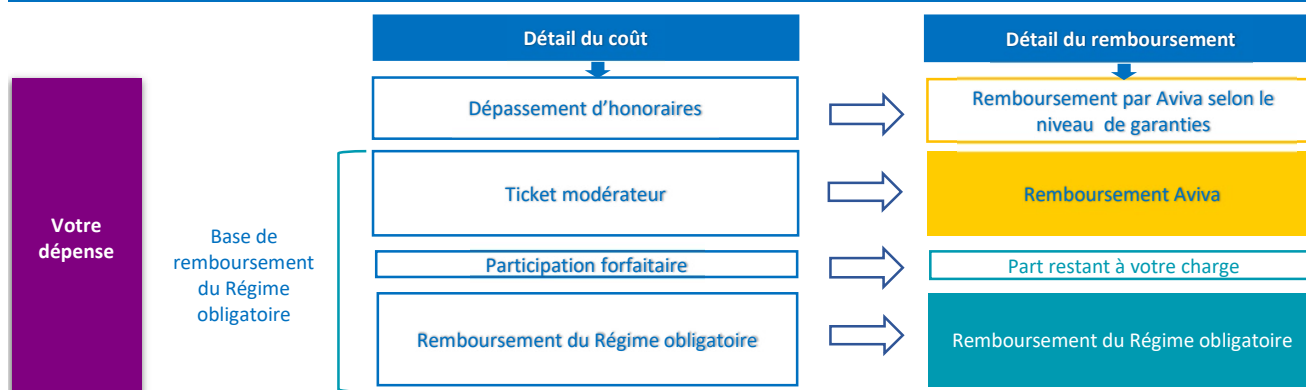 Détail du coût
Détail du remboursement
Dépassement d'honoraires
Remboursement par Aviva selon le
niveau de garanties
Votre
dépense
Base de
remboursement
du Régime
obligatoire
Ticket modérateur
Remboursement Aviva
Participation forfaitaire
Part restant à votre charge
Remboursement du Régime obligatoire
Remboursement du Régime obligatoire